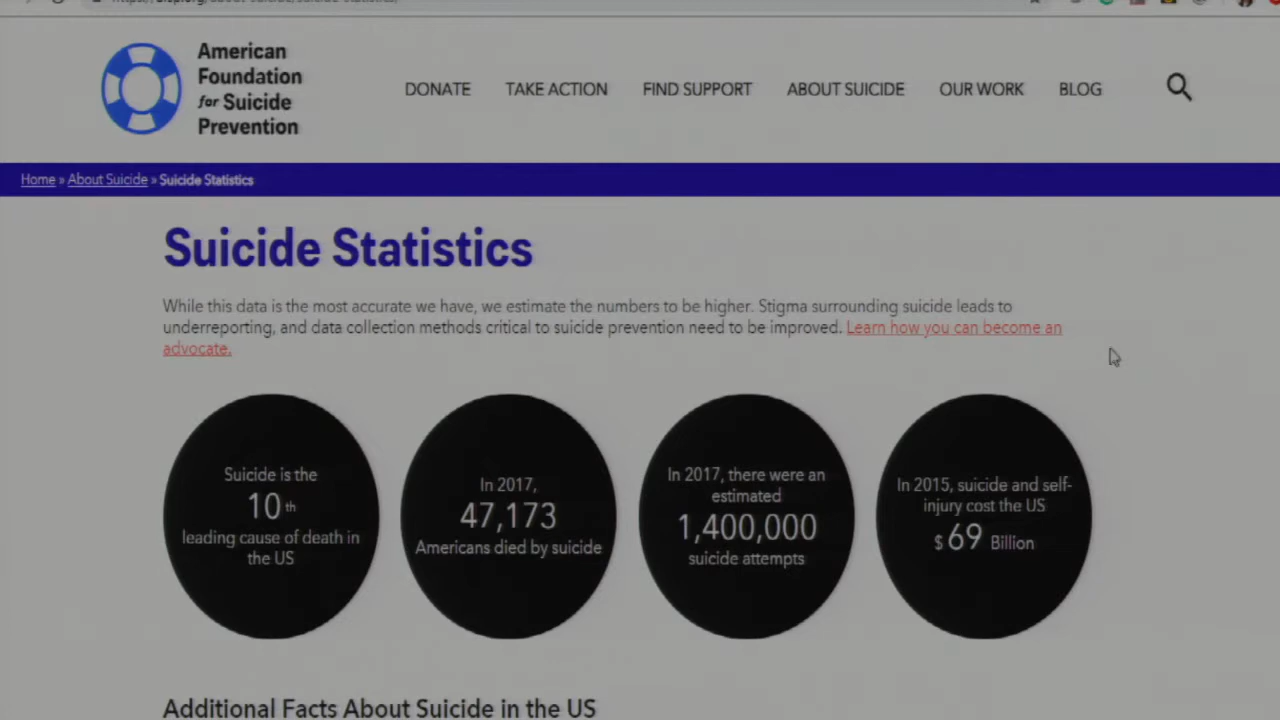 American
Foundation
for Suicide
Prevention
DONATE
TAKE ACTION
FIND SUPPORT
ABOUT SUICIDE
OUR WORK
BLOG
Home » About Suicide » Suicide Statistics
Suicide Statistics
While this data is the most accurate we have, we estimate the numbers to be higher. Stigma surrounding suicide leads to
underreporting, and data collection methods critical to suicide prevention need to be improved. Learn how you can become an
advocate.
Suicide is the
10 th
leading cause of death in
the US
In 2017,
47,173
Americans died by suicide
In 2017, there were an
estimated
1,400,000
suicide attempts
In 2015, suicide and self-
injury cost the US
$ 69 Billion
Additional Facts About Suicide in the US